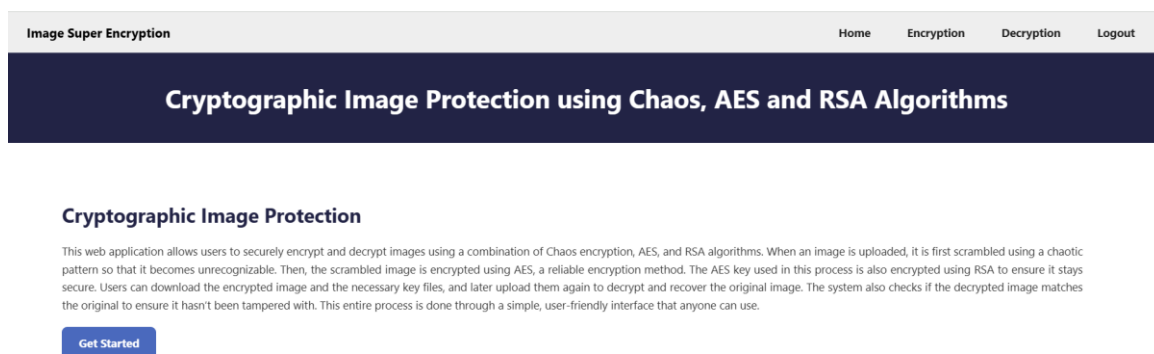 Image Super Encryption Home Encryption Decryption Logout
Cryptographic Image Protection using Chaos, AES and RSA Algorithms
Cryptographic Image Protection
This web application allows users to securely encrypt and decrypt images using a combination of Chaos encryption, AES, and RSA algorithms. When an image is uploaded, it is first scrambled using a chaotic
pattern so that it becomes unrecognizable. Then, the scrambled image is encrypted using AES, a reliable encryption method. The AES key used in this process is also encrypted using RSA to ensure it stays
secure. Users can download the encrypted image and the necessary key files, and later upload them again to decrypt and recover the original image. The system also checks if the decrypted image matches
the original to ensure it hasn't been tampered with. This entire process is done through a simple, user-friendly interface that anyone can use.
Get Started